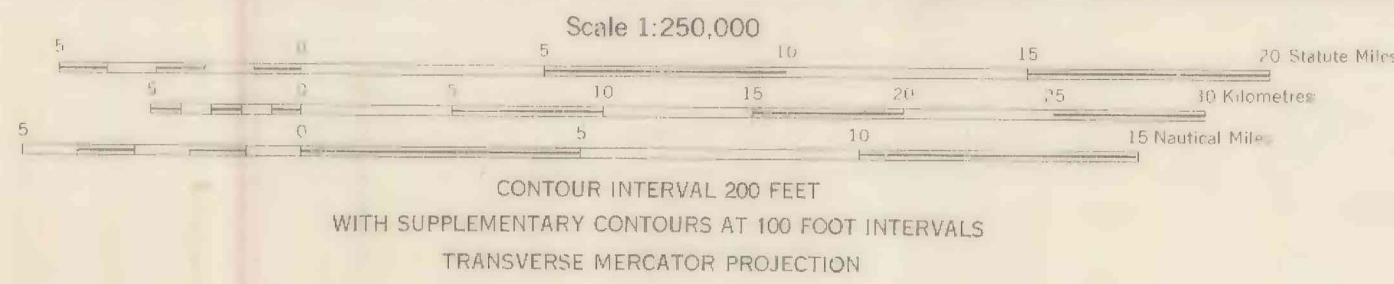 Scale 1:250,000
5 0 5 10 15 20 Statute Miles
5 0 5 10 15 20 25 30 Kilometres
5 0 5 10 15 Nautical Miles
CONTOUR INTERVAL 200 FEET
WITH SUPPLEMENTARY CONTOURS AT 100 FOOT INTERVALS
TRANSVERSE MERCATOR PROJECTION